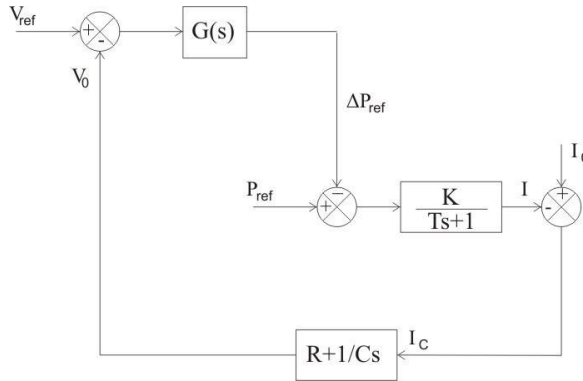 V_ref
+
-
G(s)
V_0
ΔP_ref
P_ref
+
−
K
Ts+1
I
-
+
R+1/Cs
I_C